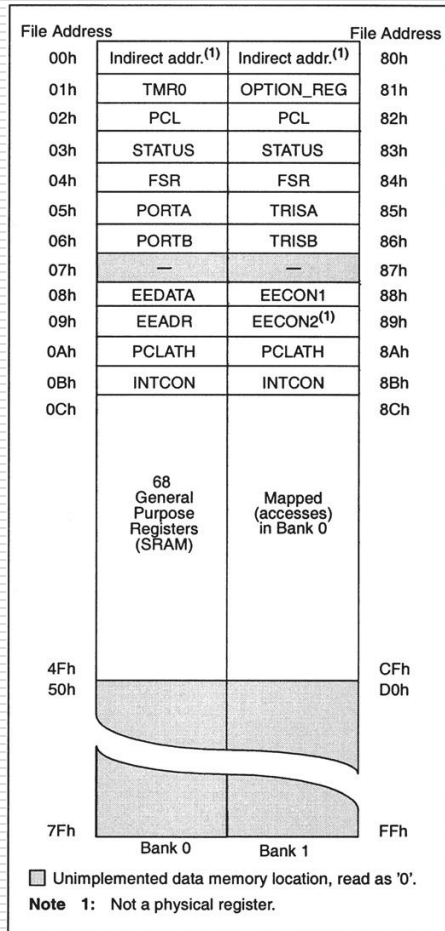 File Address File Address
00h Indirect addr.(1) Indirect addr.(1) 80h
01h TMR0 OPTION_REG 81h
02h PCL PCL 82h
03h STATUS STATUS 83h
04h FSR FSR 84h
05h PORTA TRISA 85h
06h PORTB TRISB 86h
07h — — 87h
08h EEDATA EECON1 88h
09h EEADR EECON2(1) 89h
0Ah PCLATH PCLATH 8Ah
0Bh INTCON INTCON 8Bh
0Ch 8Ch
68
General
Purpose
Registers
(SRAM)
Mapped
(accesses)
in Bank 0
4Fh CFh
50h D0h
7Fh FFh
Bank 0 Bank 1
Unimplemented data memory location, read as '0'.
Note 1: Not a physical register.